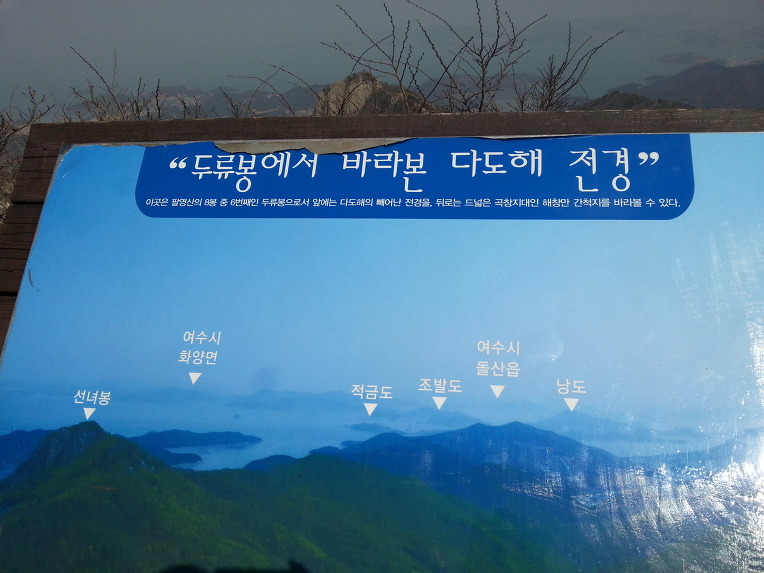 “두류봉에서 바라본 다도해 전경”
이곳은 팔영산의 8봉 중 6번째인 두류봉으로서 앞에는 다도해의 빼어난 전경을, 뒤로는 드넓은 곡창지대인 해창만 간척지를 바라볼 수 있다.
여수시
화양면
여수시
돌산읍
선녀봉
적금도
조발도
낭도